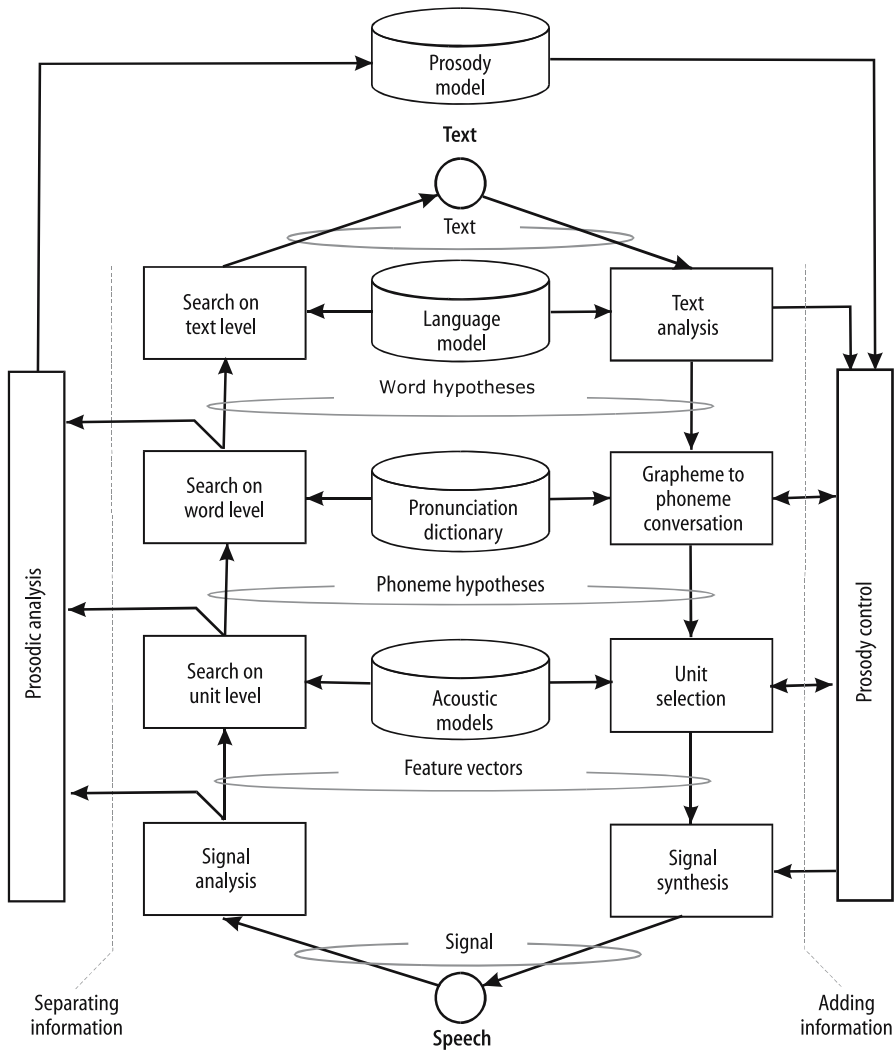 Prosody
model
Text
Text
Search on
text level
Language
model
Text
analysis
Word hypotheses
Search on
word level
Pronunciation
dictionary
Grapheme to
phoneme
conversation
Prosodic analysis
Prosody control
Phoneme hypotheses
Search on
unit level
Acoustic
models
Unit
selection
Feature vectors
Signal
analysis
Signal
synthesis
Signal
Separating
information
Speech
Adding
information